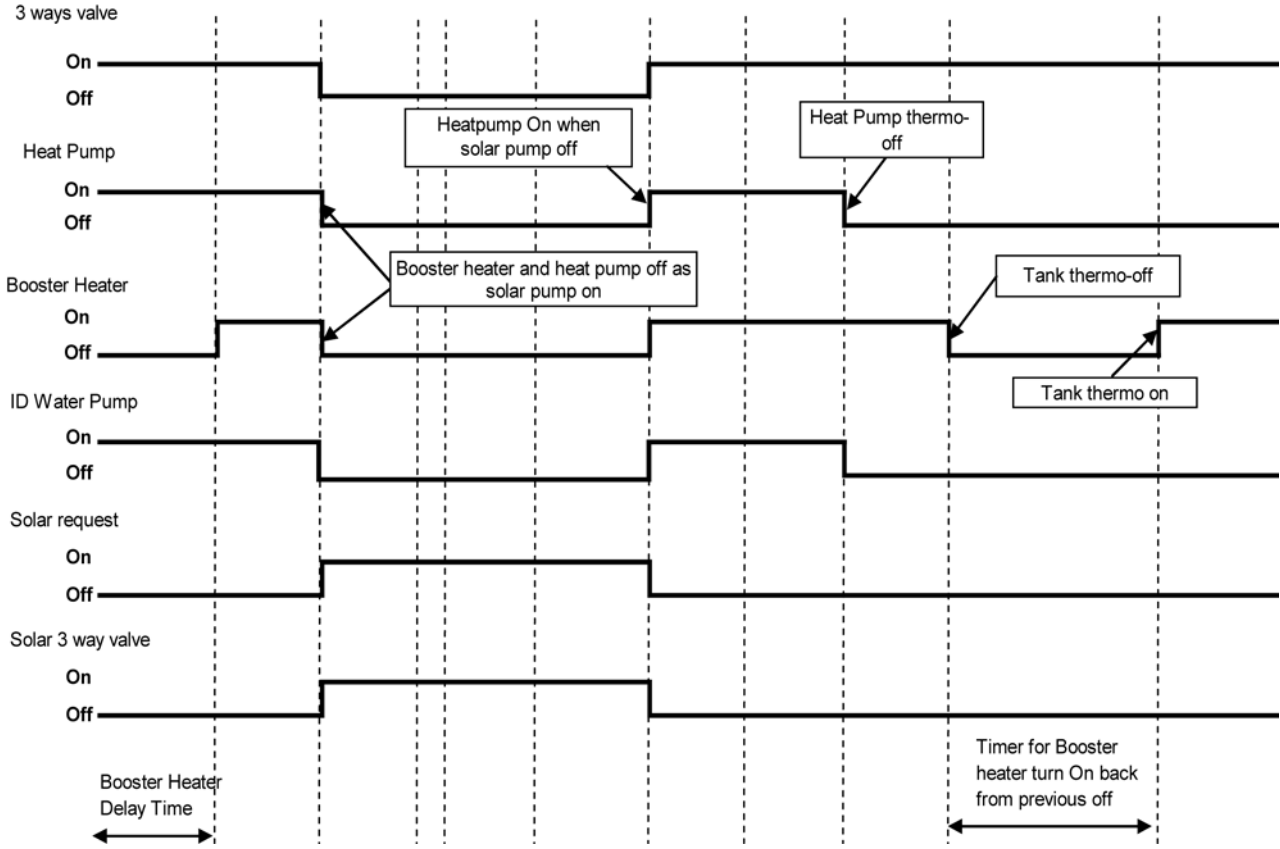 3 ways valve
On
Off
Heatpump On when
solar pump off
Heat Pump thermo-
off
Heat Pump
On
Off
Booster heater and heat pump off as
solar pump on
Booster Heater
On
Off
Tank thermo-off
Tank thermo on
ID Water Pump
On
Off
Solar request
On
Off
Solar 3 way valve
On
Off
Booster Heater
Delay Time
Timer for Booster
heater turn On back
from previous off